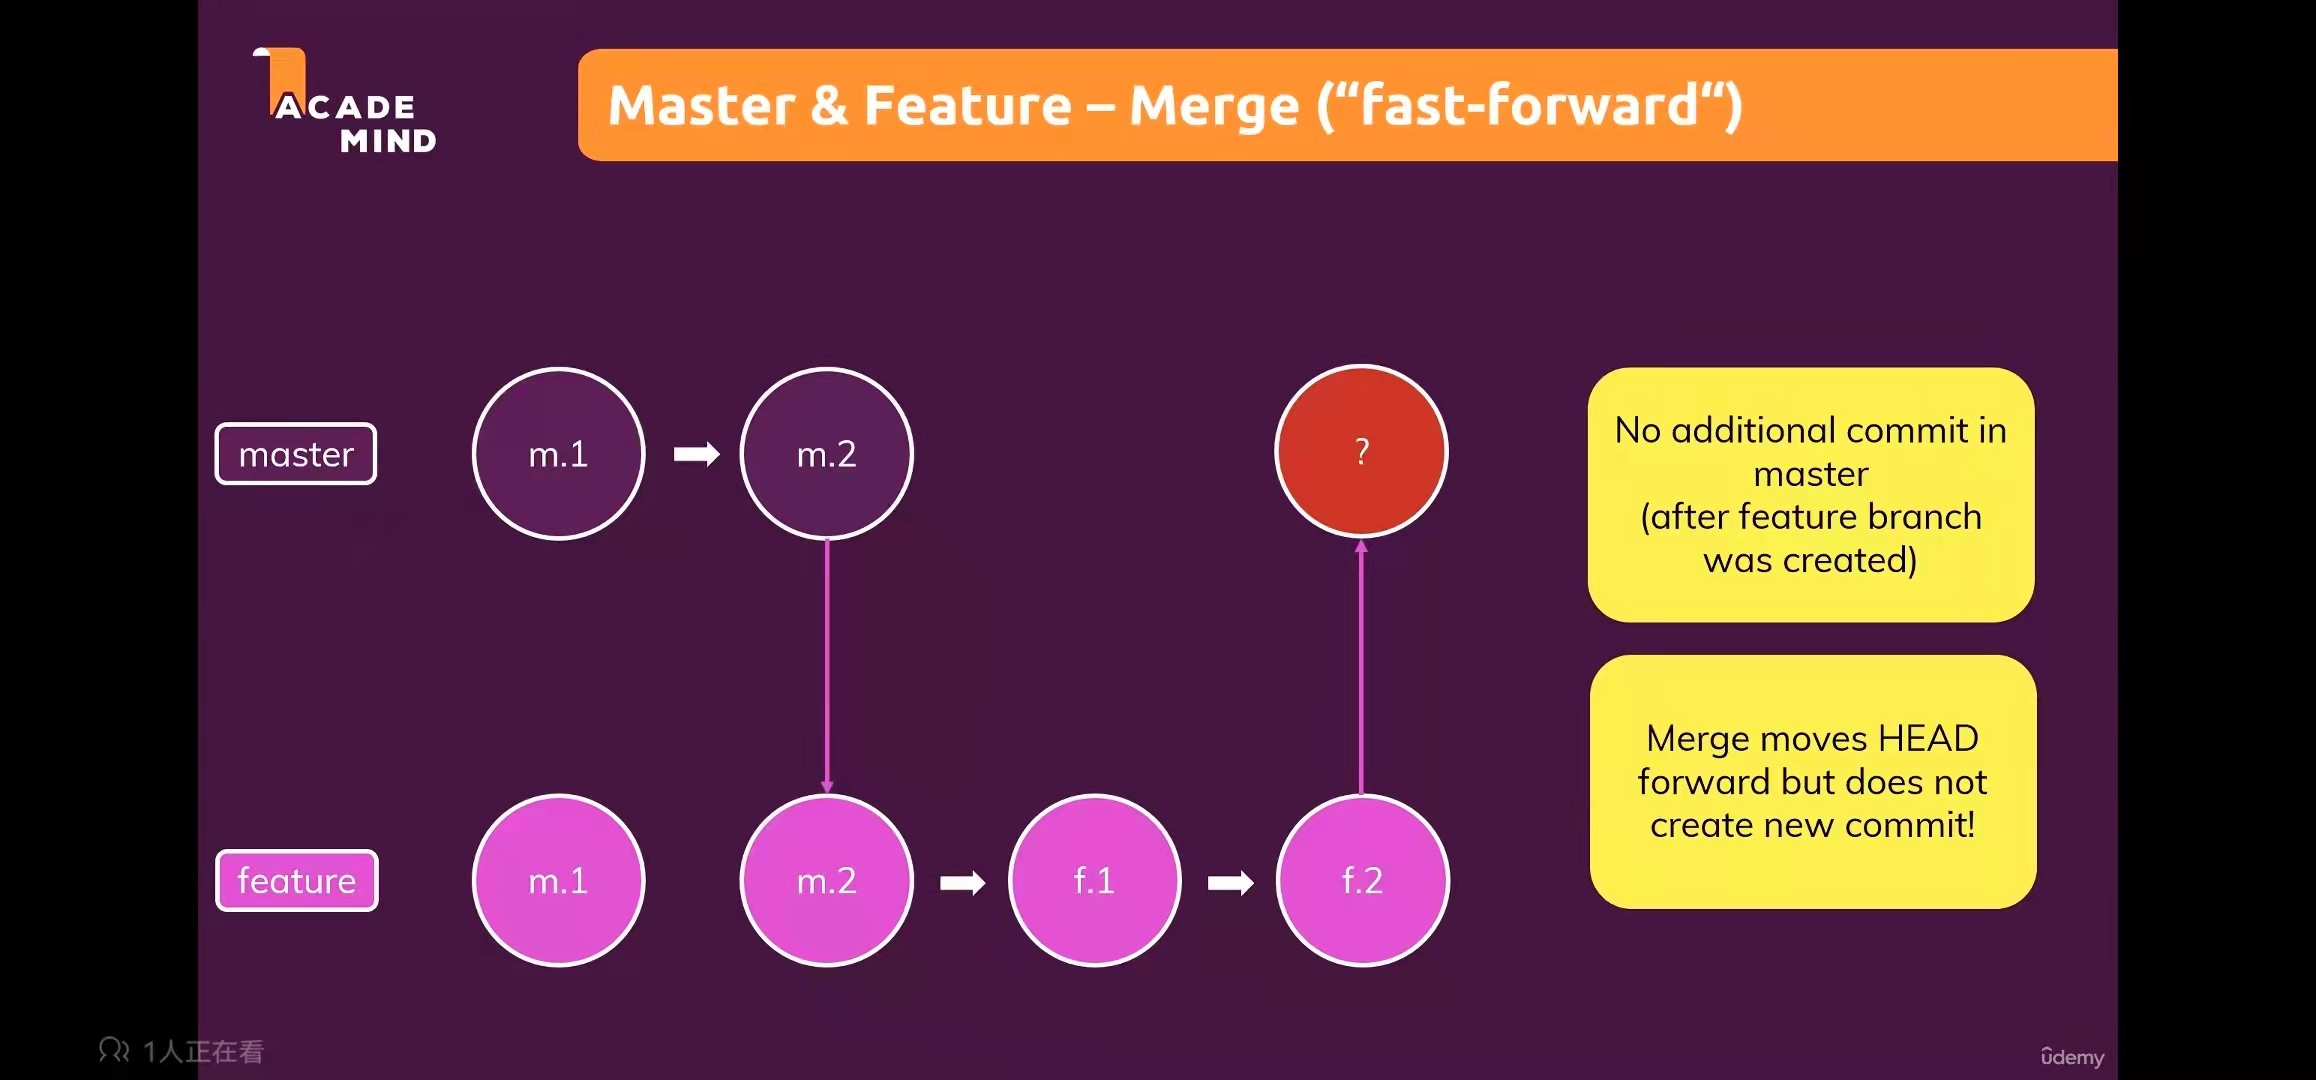 ACADE
MIND
Master & Feature – Merge (“fast-forward“)
master
m.1
m.2
?
No additional commit in
master
(after feature branch
was created)
Merge moves HEAD
forward but does not
create new commit!
feature
m.1
m.2
f.1
f.2
1人正在看
ûdemy